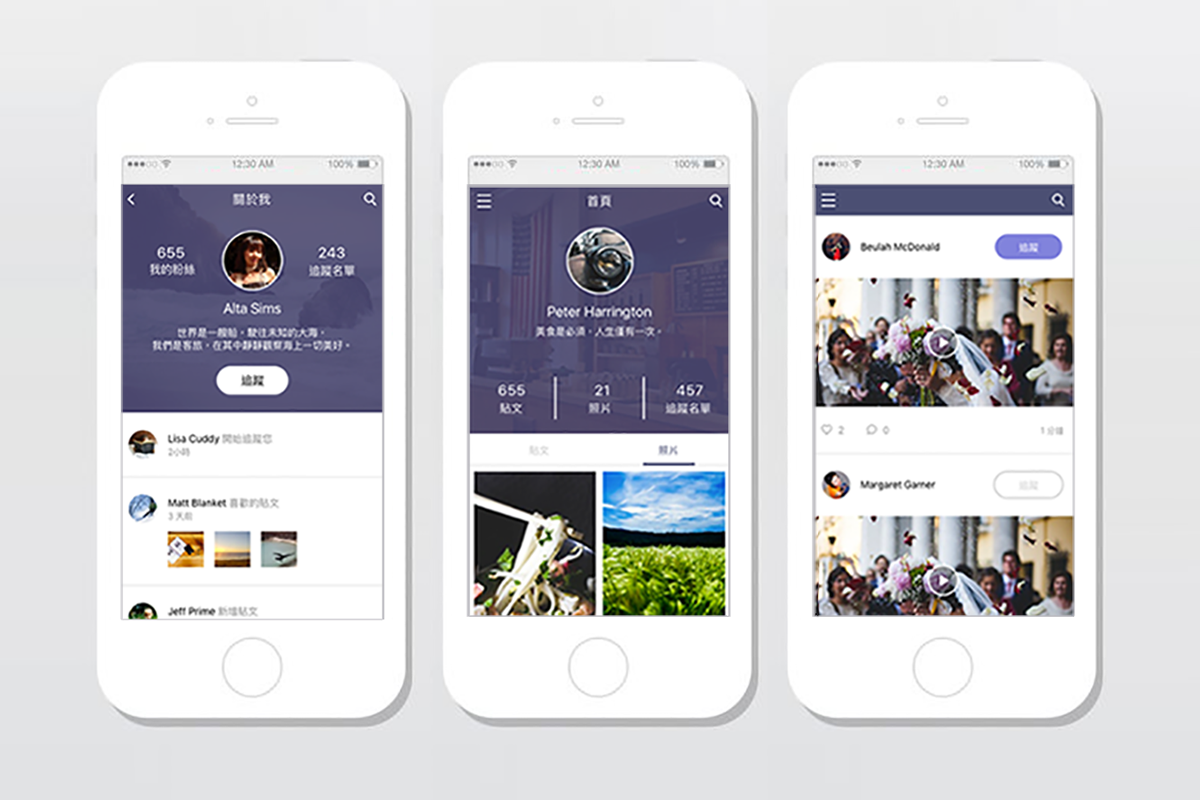 12:30 AM
100%
關於我
655
我的粉絲
243
追蹤名單
Alta Sims
世界是一艘船，駛往未知的大海，
我們是客旅，在其中靜靜觀察海上一切美好。
追蹤
Lisa Cuddy 開始追蹤您
2小時
Matt Blanket 喜歡的貼文
3 天前
Jeff Prime 新增貼文
12:30 AM
100%
首頁
Peter Harrington
美食是必須，人生僅有一次。
655
貼文
21
照片
457
追蹤名單
貼文
照片
12:30 AM
100%
Beulah McDonald
追蹤
2
0
1 分鐘
Margaret Garner
追蹤